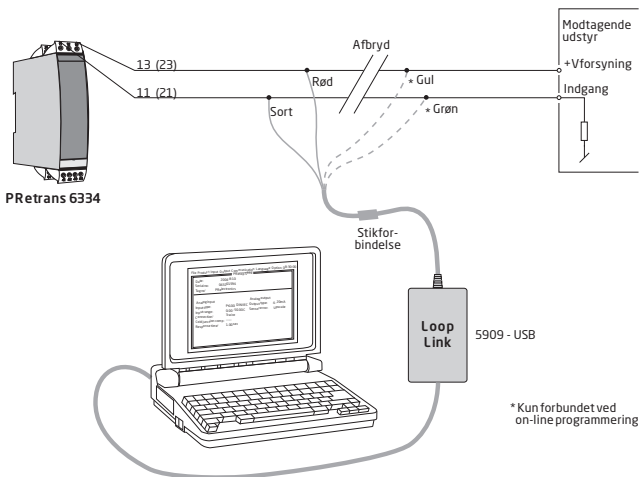 Modtagende
udstyr
Afbryd
13 (23)
+Vforsyning
Rød
* Gul
Indgang
11 (21)
Sort
* Grøn
PRetrans 6334
Stikfor-
bindelse
Loop
Link
5909 - USB
* Kun forbundet ved
on-line programmering